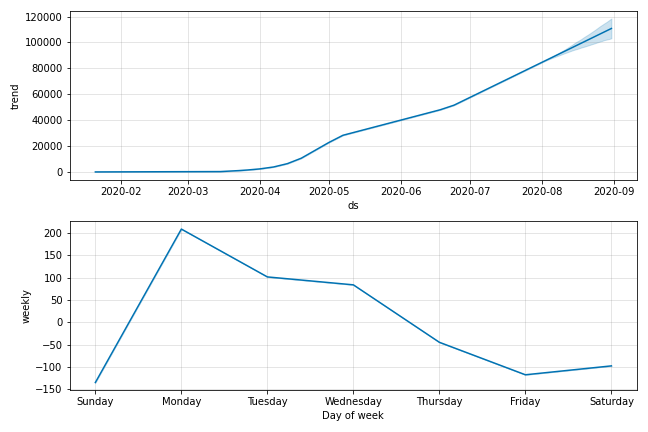 120000
100000
80000
60000
40000
20000
0
trend
2020-02 2020-03 2020-04 2020-05 2020-06 2020-07 2020-08 2020-09
ds
200
150
100
50
0
−50
−100
−150
weekly
Sunday Monday Tuesday Wednesday Thursday Friday Saturday
Day of week